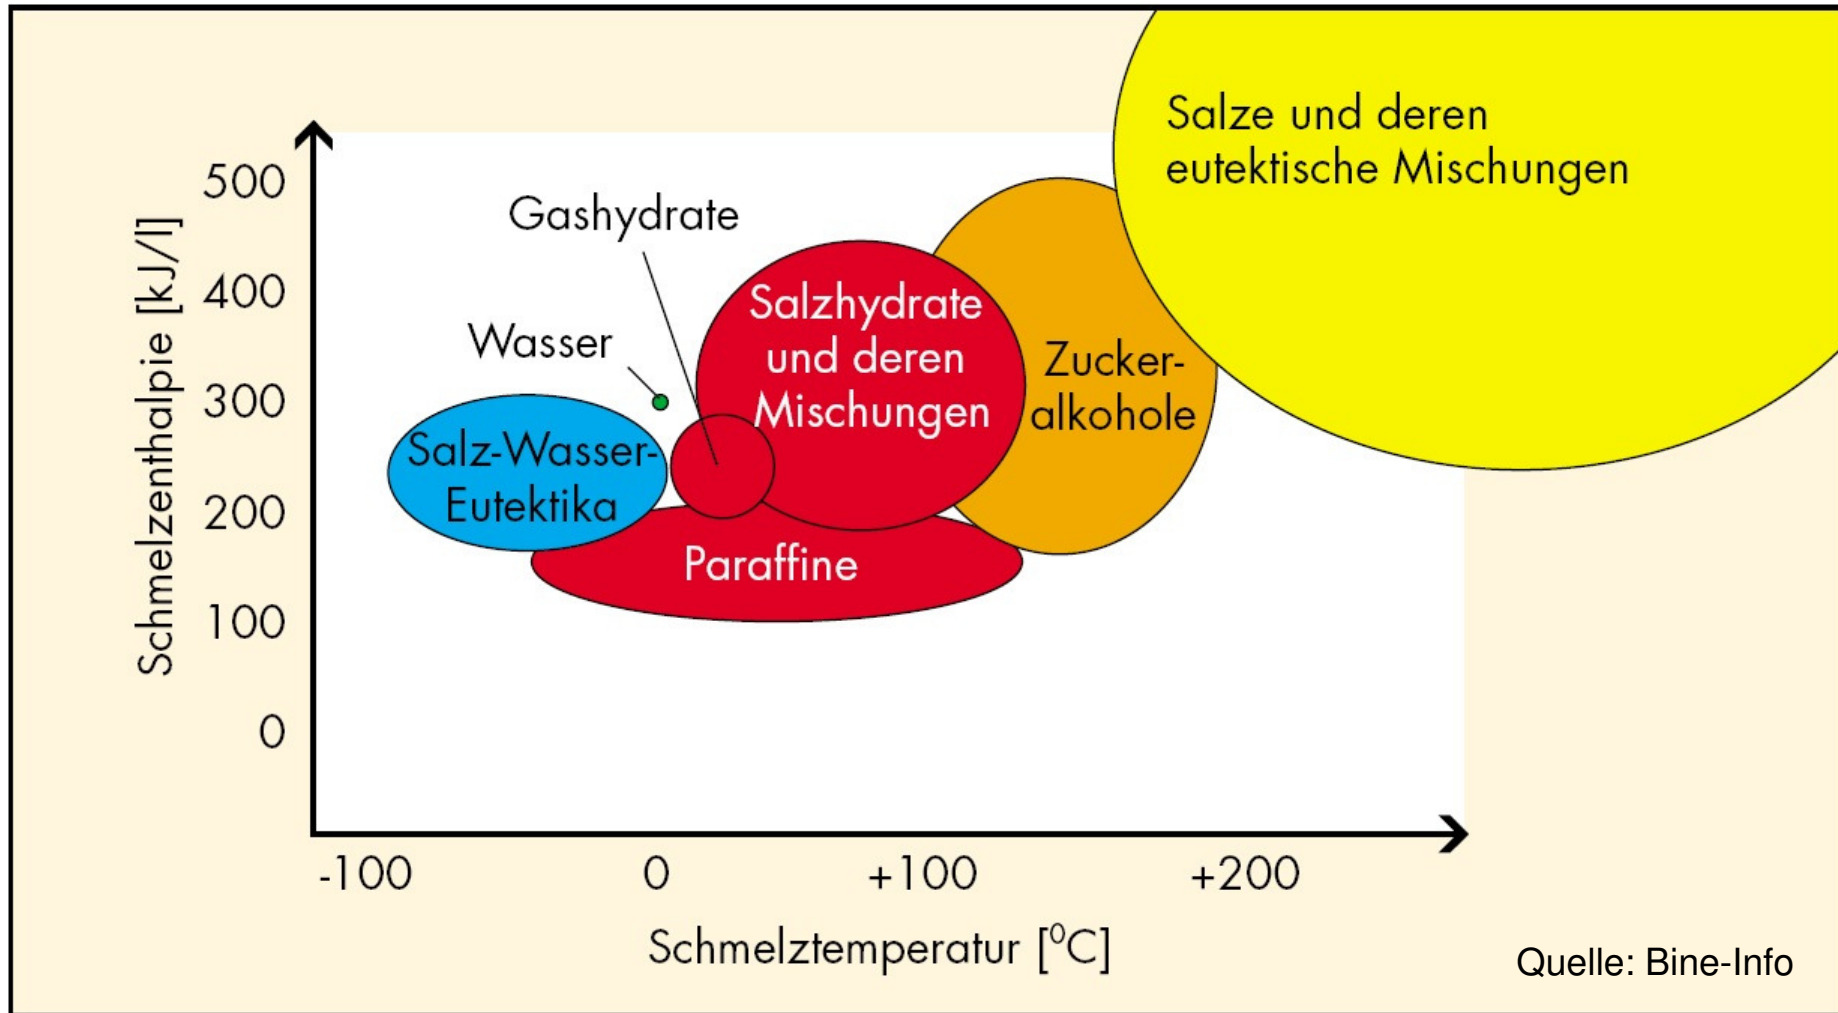 Salze und deren
eutektische Mischungen
Gashydrate
Wasser
Salzhydrate
und deren
Mischungen
Zucker-
alkohole
Salz-Wasser-
Eutektika
Paraffine
Schmelzenthalpie [kJ/l]
500
400
300
200
100
0
-100 0 +100 +200
Schmelztemperatur [⁰C]
Quelle: Bine-Info